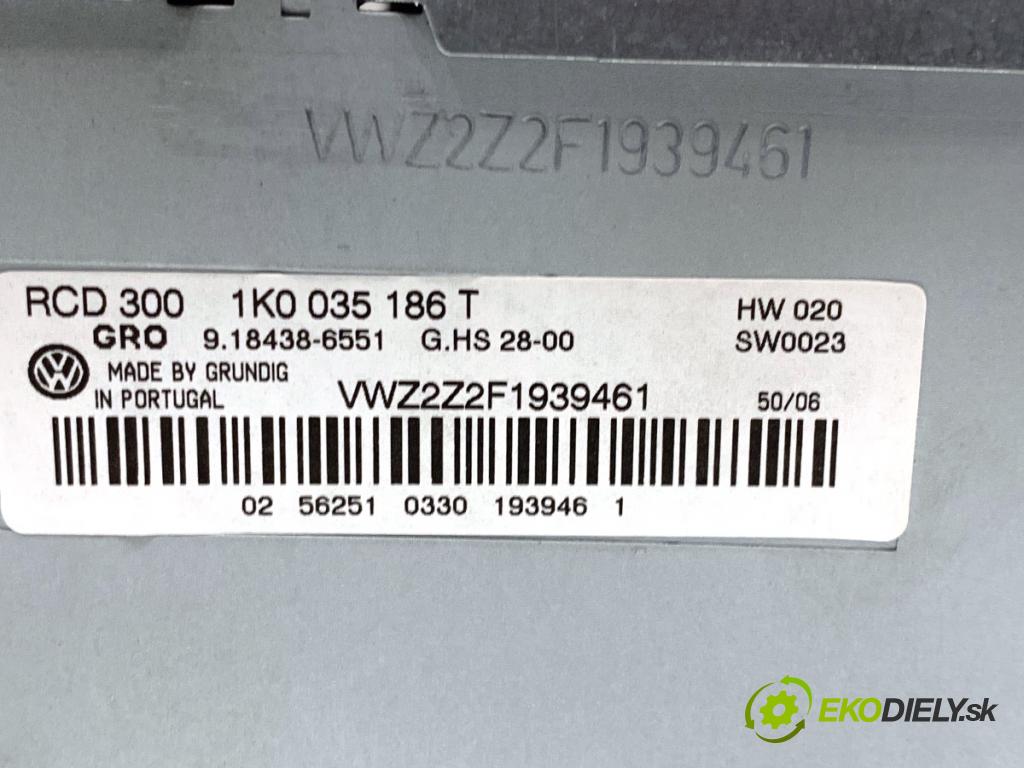 VWZ2Z2F1939461
RCD 300 1K0 035 186 T HW 020
GRO 9.18438-6551 G.HS 28-00 SW0023
MADE BY GRUNDIG
IN PORTUGAL VWZ2Z2F1939461 50/06
02 56251 0330 193946 1
EKODIELY.sk